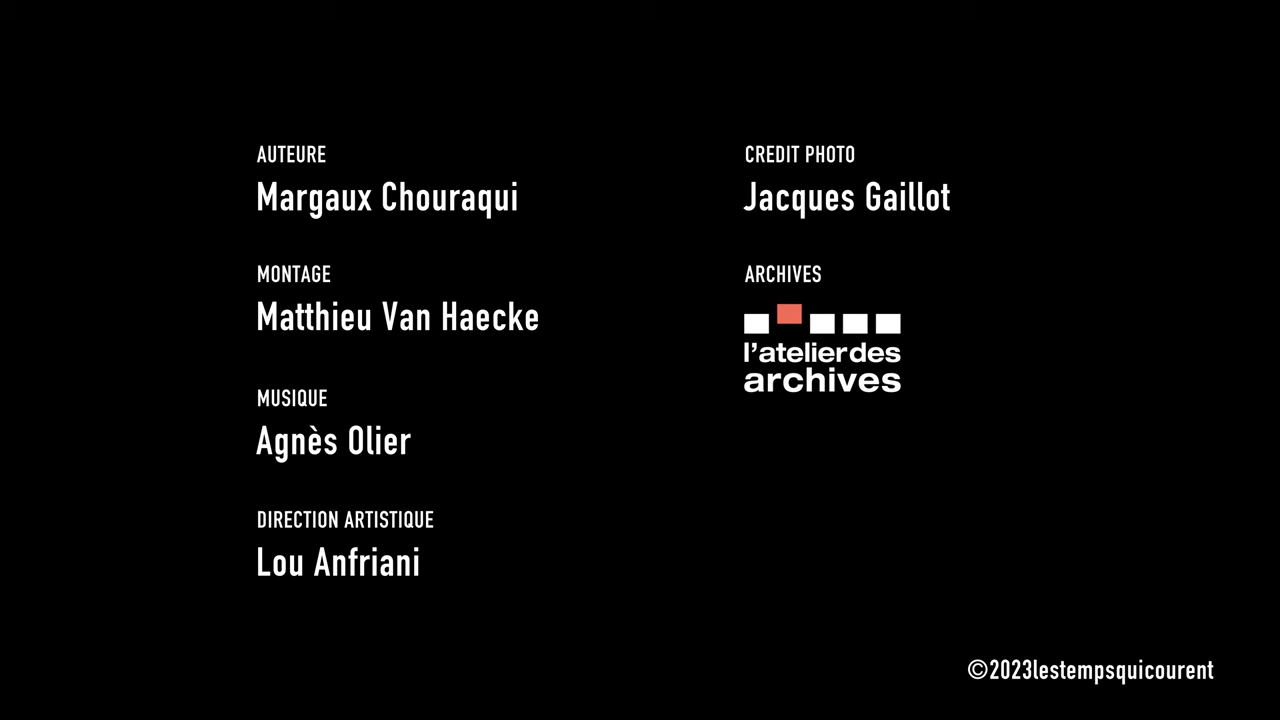 AUTEURE
Margaux Chouraqui
MONTAGE
Matthieu Van Haecke
MUSIQUE
Agnès Olier
DIRECTION ARTISTIQUE
Lou Anfriani
CREDIT PHOTO
Jacques Gaillot
ARCHIVES
l'atelierdes
archives
©2023lestempsquicourent